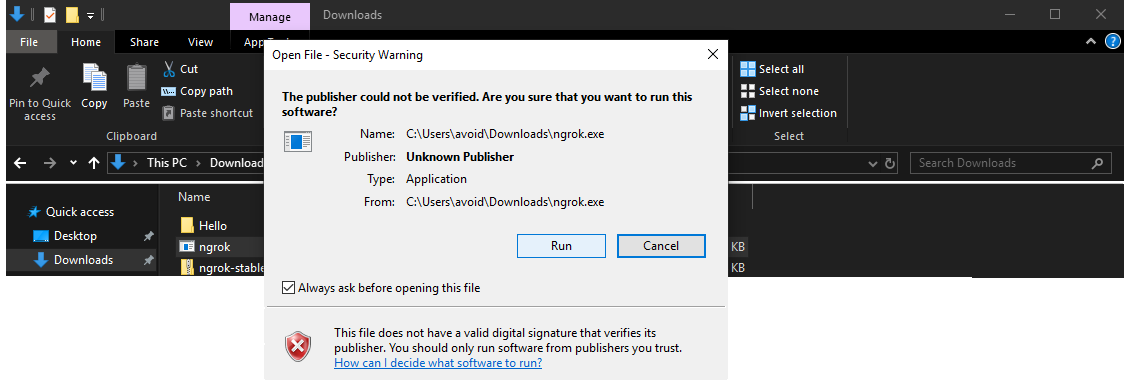 Manage
Downloads
File
Home
Share
View
Open File - Security Warning
Pin to Quick
access
Copy
Paste
Cut
Copy path
Paste shortcut
Clipboard
The publisher could not be verified. Are you sure that you want to run this
software?
Name: C:\Users\avoid\Downloads\ngrok.exe
Publisher: Unknown Publisher
Type: Application
From: C:\Users\avoid\Downloads\ngrok.exe
Select all
Select none
Invert selection
Select
This PC
Search Downloads
Quick access
Desktop
Downloads
Name
Hello
ngrok
KB
KB
Run
Cancel
Always ask before opening this file
This file does not have a valid digital signature that verifies its
publisher. You should only run software from publishers you trust.
How can I decide what software to run?